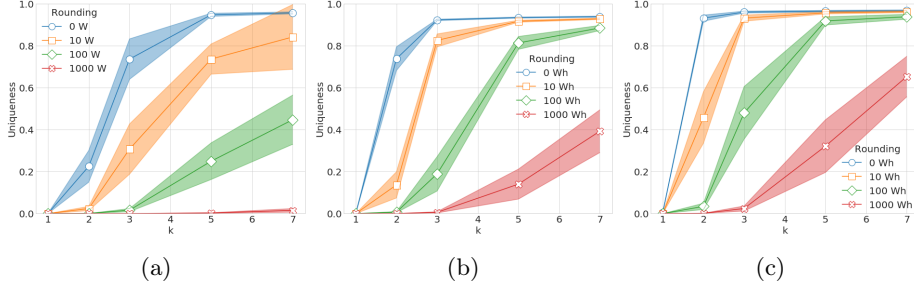 1.0
0.8
0.6
0.4
0.2
0.0
Uniqueness
Rounding
0 W
10 W
100 W
1000 W
1 2 3 4 5 6 7
k
(a)
1.0
0.8
0.6
0.4
0.2
0.0
Uniqueness
Rounding
0 Wh
10 Wh
100 Wh
1000 Wh
1 2 3 4 5 6 7
k
(b)
1.0
0.8
0.6
0.4
0.2
0.0
Uniqueness
Rounding
0 Wh
10 Wh
100 Wh
1000 Wh
1 2 3 4 5 6 7
k
(c)